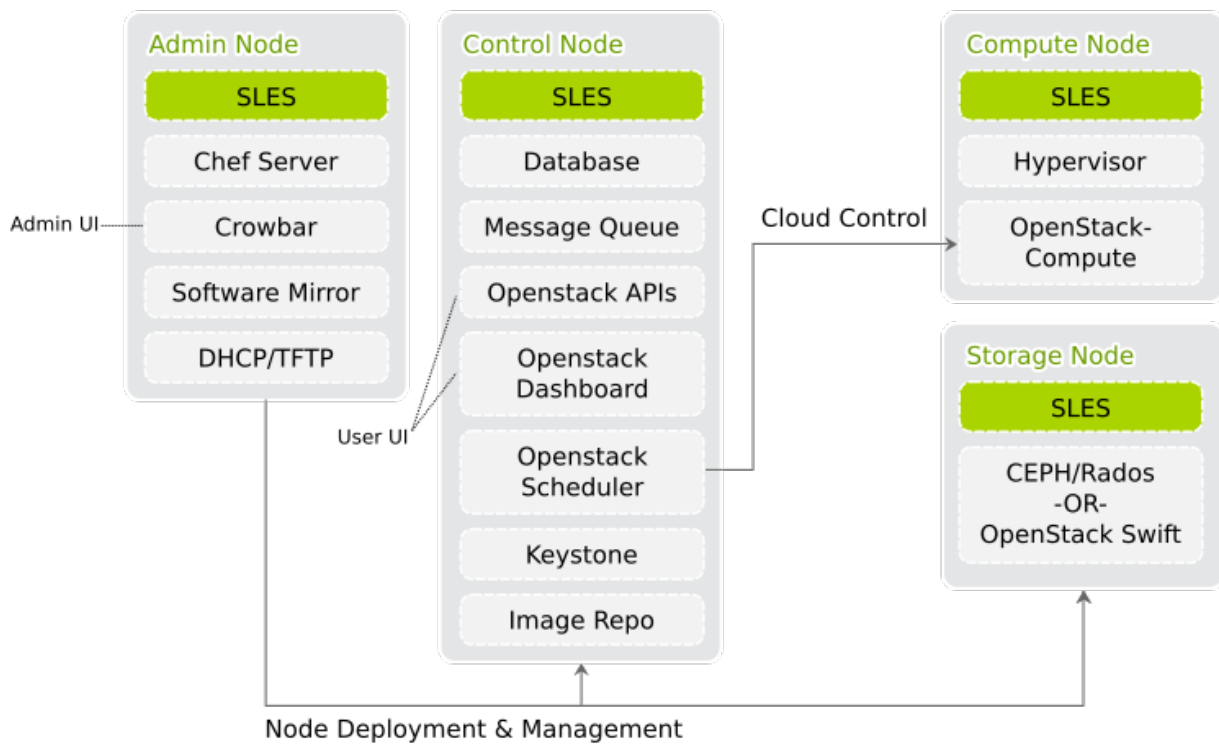 Admin Node
SLES
Chef Server
Admin UI
Crowbar
Software Mirror
DHCP/TFTP
Control Node
SLES
Database
Message Queue
Openstack APIs
Openstack
Dashboard
User UI
Openstack
Scheduler
Keystone
Image Repo
Cloud Control
Compute Node
SLES
Hypervisor
OpenStack-
Compute
Storage Node
SLES
CEPH/Rados
-OR-
OpenStack Swift
Node Deployment & Management